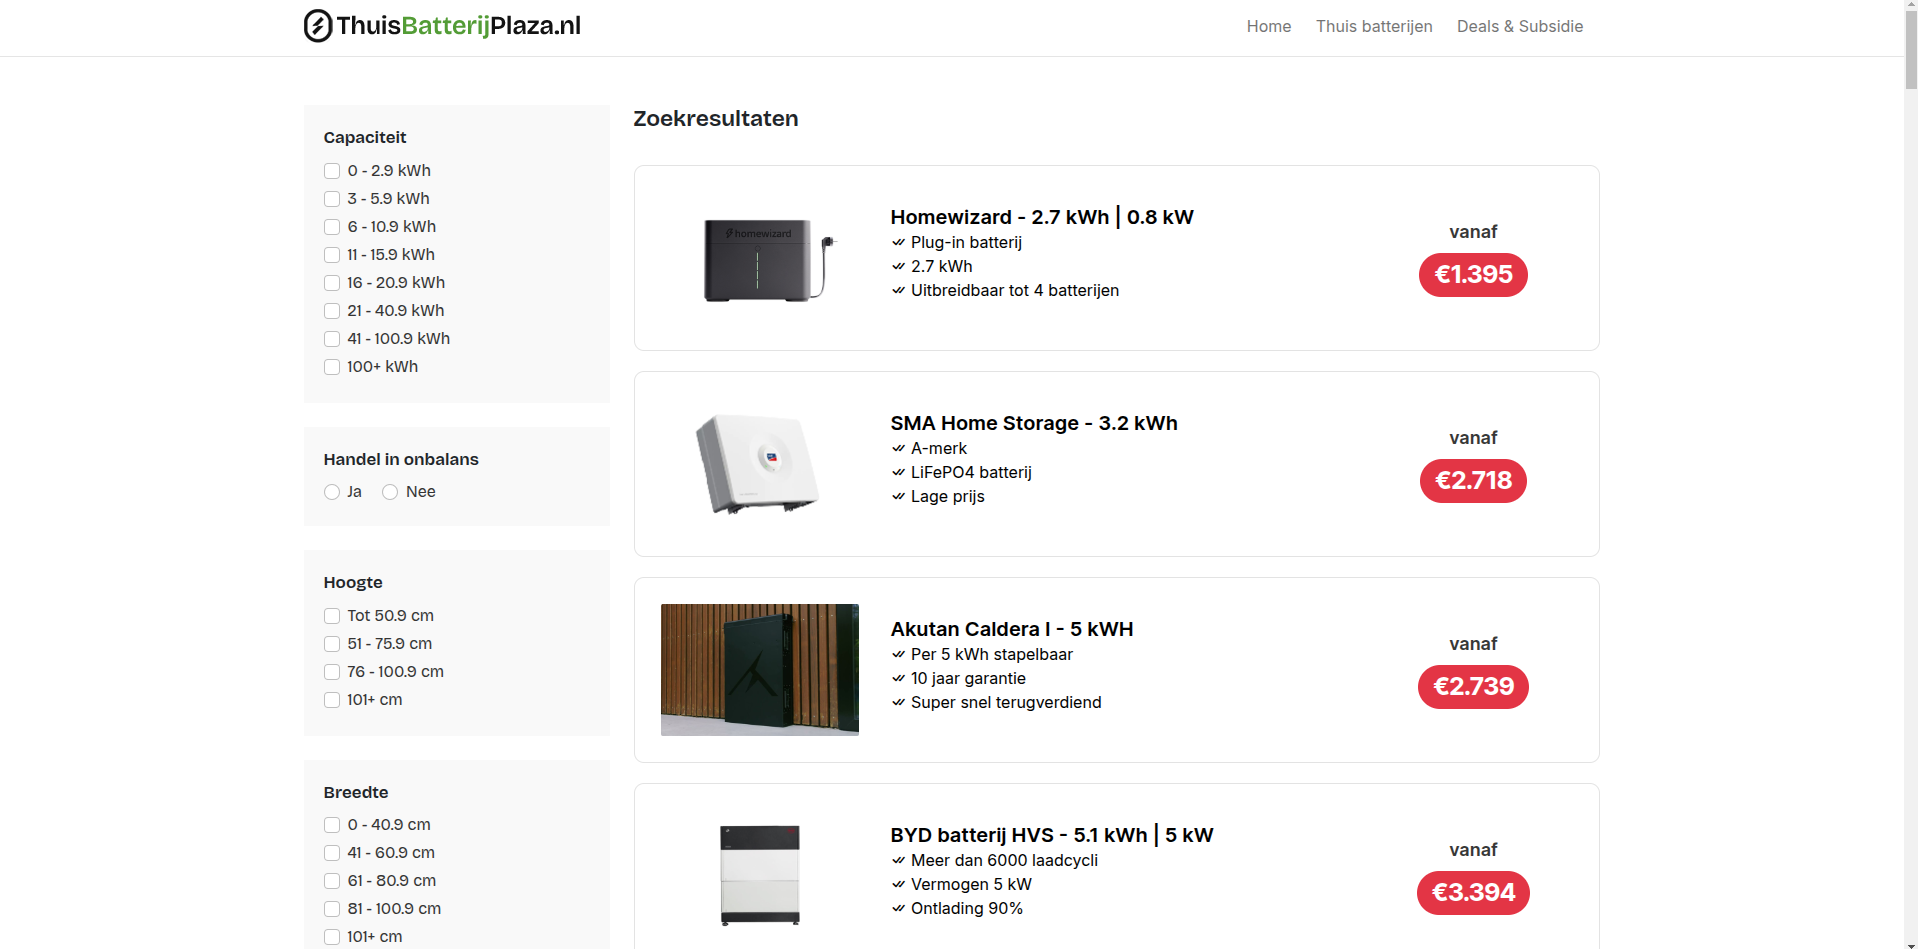 ThuisBatterijPlaza.nl
Home
Thuis batterijen
Deals & Subsidie
Capaciteit
0 - 2.9 kWh
3 - 5.9 kWh
6 - 10.9 kWh
11 - 15.9 kWh
16 - 20.9 kWh
21 - 40.9 kWh
41 - 100.9 kWh
100+ kWh
Handel in onbalans
Ja
Nee
Hoogte
Tot 50.9 cm
51 - 75.9 cm
76 - 100.9 cm
101+ cm
Breedte
0 - 40.9 cm
41 - 60.9 cm
61 - 80.9 cm
81 - 100.9 cm
101+ cm
Zoekresultaten
homewizard
Homewizard - 2.7 kWh | 0.8 kW
Plug-in batterij
2.7 kWh
Uitbreidbaar tot 4 batterijen
vanaf
€1.395
SMA Home Storage - 3.2 kWh
A-merk
LiFePO4 batterij
Lage prijs
vanaf
€2.718
Akutan Caldera I - 5 kWH
Per 5 kWh stapelbaar
10 jaar garantie
Super snel terugverdiend
vanaf
€2.739
BYD batterij HVS - 5.1 kWh | 5 kW
Meer dan 6000 laadcycli
Vermogen 5 kW
Ontlading 90%
vanaf
€3.394